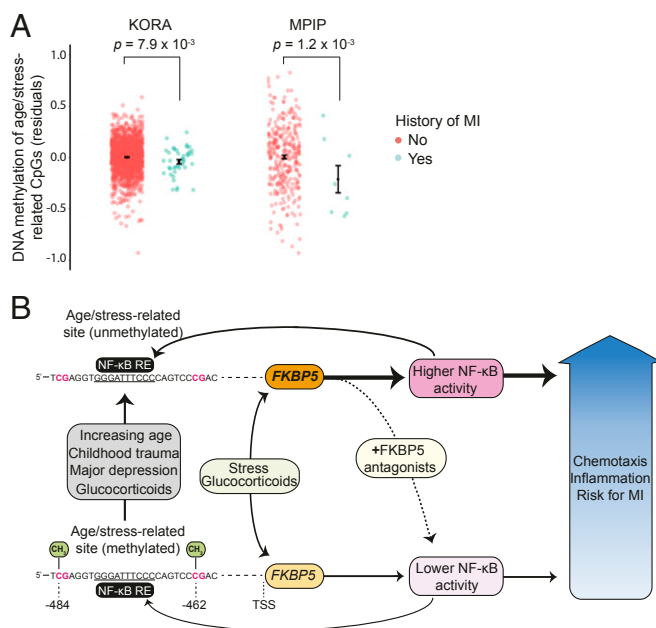 A
KORA
MPIP
p = 7.9 x 10-3
p = 1.2 x 10-3
DNA methylation of age/stress-
related CpGs (residuals)
1.0
0.5
0.0
-0.5
-1.0
History of MI
No
Yes
B
Age/stress-related
site (unmethylated)
NF-κB RE
5′– TCGAGGTGGGATTTCCCCAGTCCCCGAC
FKBP5
Higher NF-κB
activity
Increasing age
Childhood trauma
Major depression
Glucocorticoids
Stress
Glucocorticoids
+FKBP5
antagonists
Chemotaxis
Inflammation
Risk for MI
Age/stress-related
site (methylated)
CH3
CH3
5′– TCGAGGTGGGATTTCCCCAGTCCCCGAC
FKBP5
Lower NF-κB
activity
NF-κB RE
-484
-462
TSS